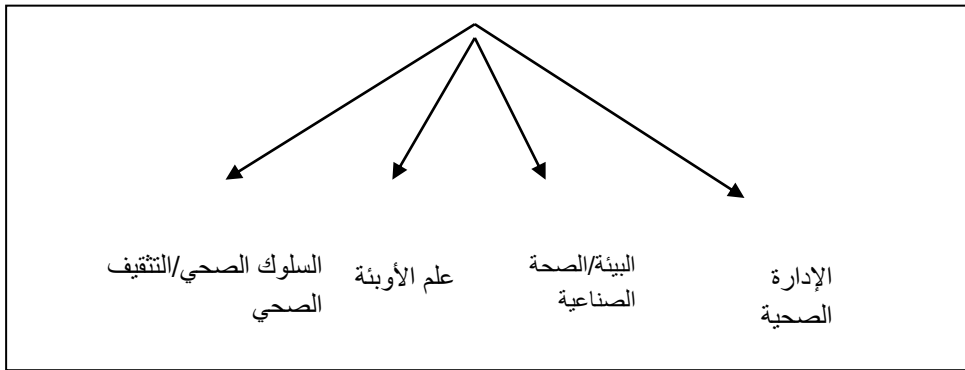 الإدارة
الصحية
البيئة/الصحة
الصناعية
علم الأوبئة
السلوك الصحي/التثقيف
الصحي